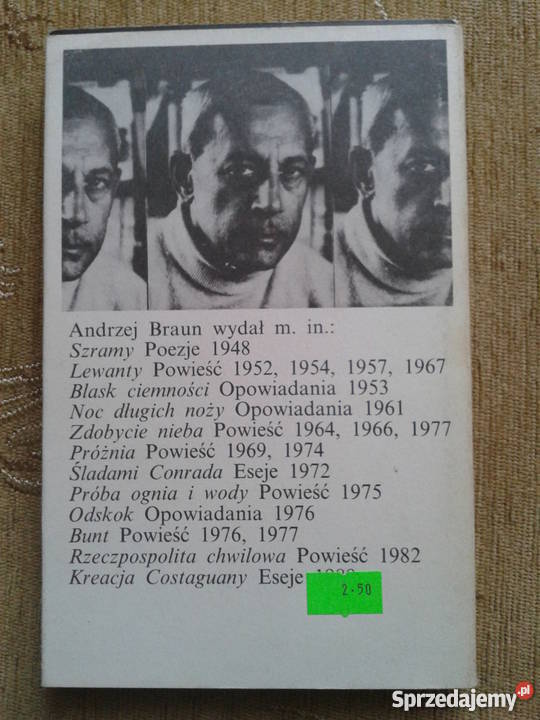 Andrzej Braun wydał m. in.:
Szramy Poezje 1948
Lewanty Powieść 1952, 1954, 1957, 1967
Blask ciemności Opowiadania 1953
Noc długich noży Opowiadania 1961
Zdobycie nieba Powieść 1964, 1966, 1977
Próżnia Powieść 1969, 1974
Śladami Conrada Eseje 1972
Próba ognia i wody Powieść 1975
Odskok Opowiadania 1976
Bunt Powieść 1976, 1977
Rzeczpospolita chwilowa Powieść 1982
Kreacja Costaguany Eseje
2.50
Sprzedajemy.pl